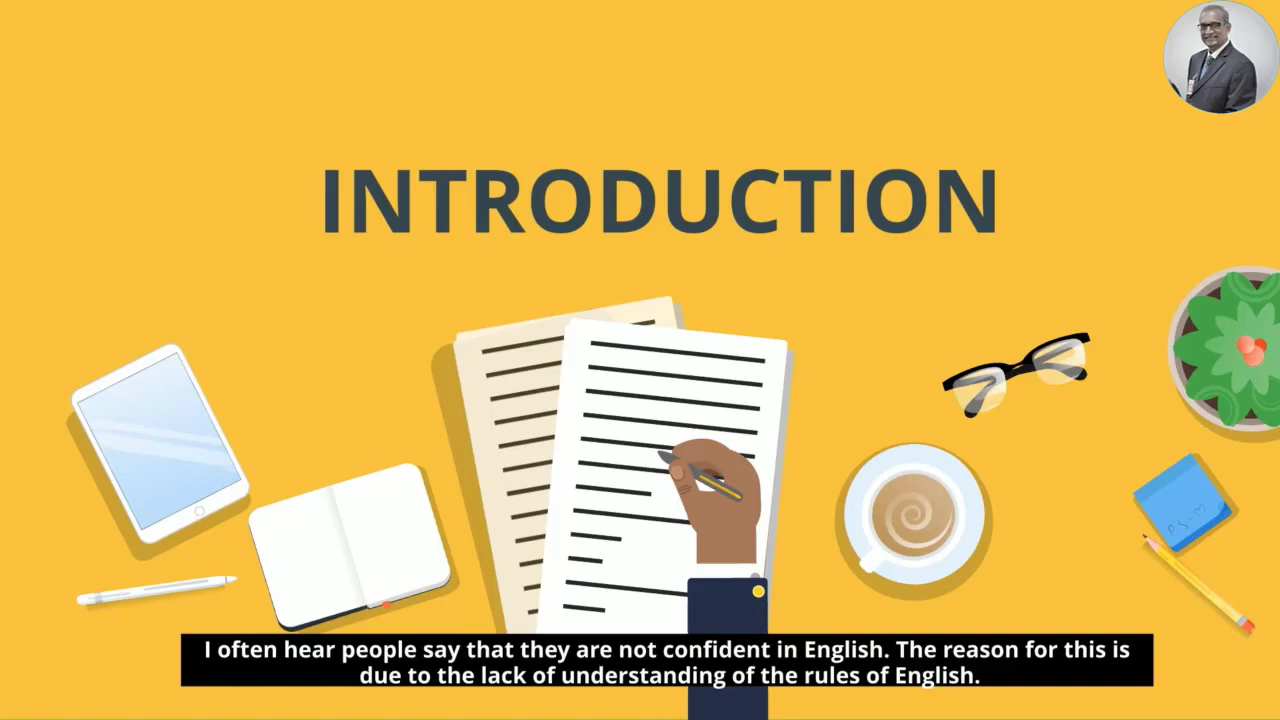 INTRODUCTION
I often hear people say that they are not confident in English. The reason for this is
due to the lack of understanding of the rules of English.